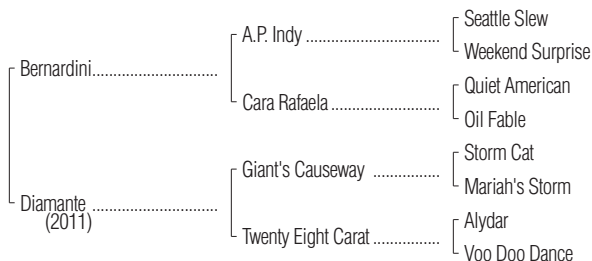 Seattle Slew
A.P. Indy ..................................
Weekend Surprise
Bernardini................................
Quiet American
Cara Rafaela ...........................
Oil Fable
Storm Cat
Giant's Causeway .................
Mariah's Storm
Diamante ................................
(2011)
Alydar
Twenty Eight Carat ................
Voo Doo Dance